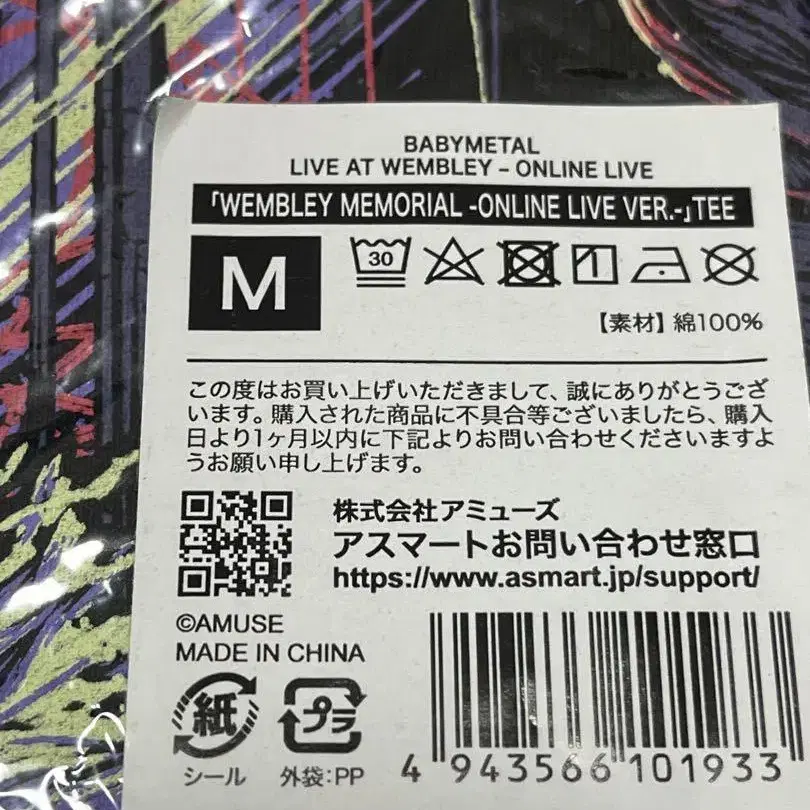 BABYMETAL
LIVE AT WEMBLEY – ONLINE LIVE
「WEMBLEY MEMORIAL -ONLINE LIVE VER.-」TEE
M
30
【素材】綿100%
この度はお買い上げいただきまして、誠にありがとうござ
います。購入された商品に不具合等ございましたら、購入
日より1ヶ月以内に下記よりお問い合わせくださいますよ
うお願い申し上げます。
株式会社アミューズ
アスマートお問い合わせ窓口
https://www.asmart.jp/support/
©AMUSE
MADE IN CHINA
紙
シール
プラ
外袋:PP
4 943566 101933